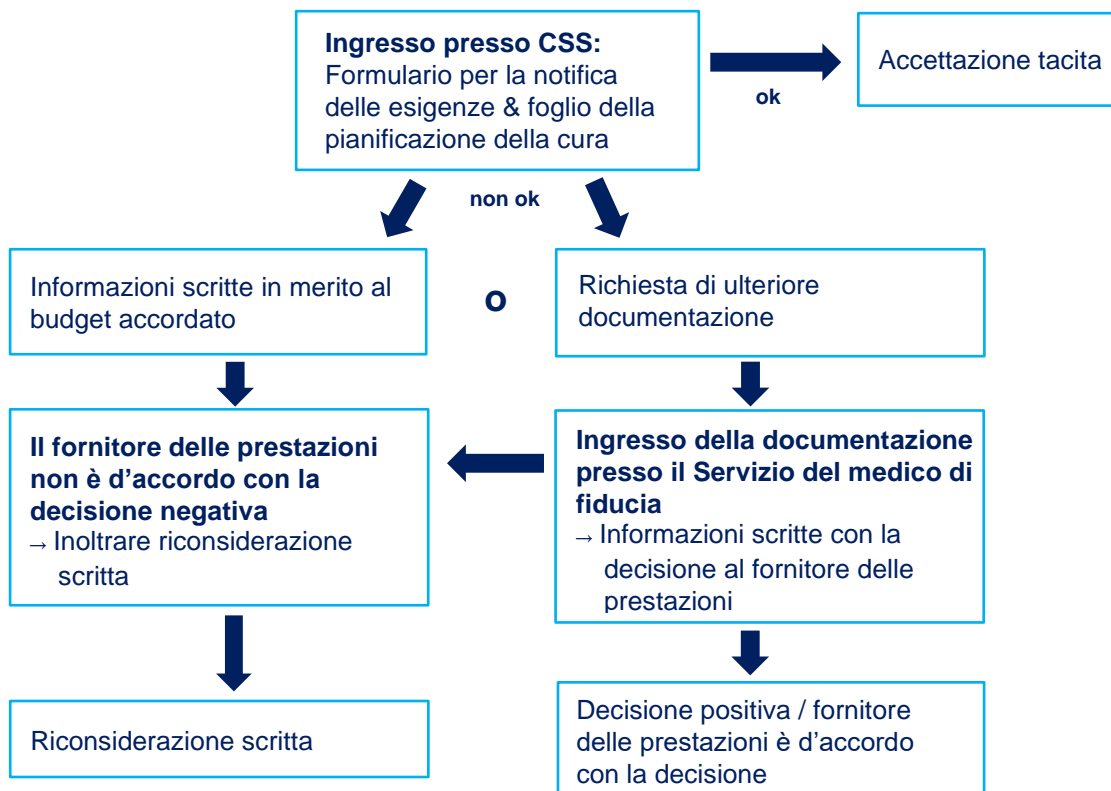 Ingresso presso CSS:
Formulario per la notifica
delle esigenze & foglio della
pianificazione della cura
ok
Accettazione tacita
non ok
Informazioni scritte in merito al
budget accordato
o
Richiesta di ulteriore
documentazione
Il fornitore delle prestazioni
non è d’accordo con la
decisione negativa
→ Inoltrare riconsiderazione
scritta
Ingresso della documentazione
presso il Servizio del medico di
fiducia
→ Informazioni scritte con la
decisione al fornitore delle
prestazioni
Riconsiderazione scritta
Decisione positiva / fornitore
delle prestazioni è d’accordo
con la decisione